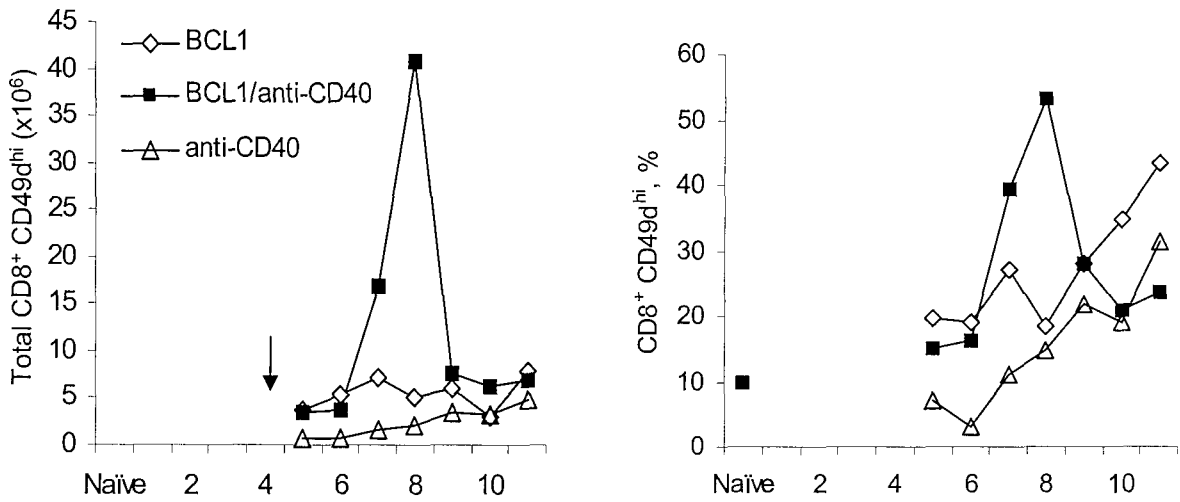 Total CD8⁺ CD49dʰⁱ (x10⁶)
45
40
35
30
25
20
15
10
5
0
BCL1
BCL1/anti-CD40
anti-CD40
Naïve 2 4 6 8 10
CD8⁺ CD49dʰⁱ, %
60
50
40
30
20
10
0
Naïve 2 4 6 8 10